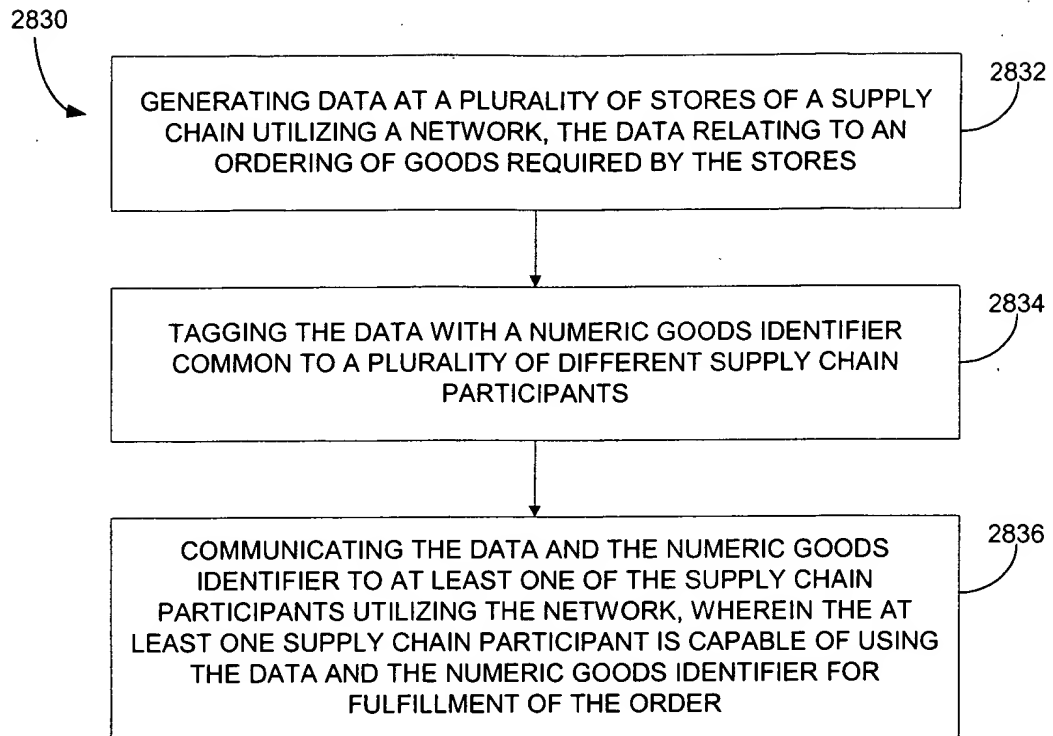 2830
2832
GENERATING DATA AT A PLURALITY OF STORES OF A SUPPLY
CHAIN UTILIZING A NETWORK, THE DATA RELATING TO AN
ORDERING OF GOODS REQUIRED BY THE STORES
2834
TAGGING THE DATA WITH A NUMERIC GOODS IDENTIFIER
COMMON TO A PLURALITY OF DIFFERENT SUPPLY CHAIN
PARTICIPANTS
2836
COMMUNICATING THE DATA AND THE NUMERIC GOODS
IDENTIFIER TO AT LEAST ONE OF THE SUPPLY CHAIN
PARTICIPANTS UTILIZING THE NETWORK, WHEREIN THE AT
LEAST ONE SUPPLY CHAIN PARTICIPANT IS CAPABLE OF USING
THE DATA AND THE NUMERIC GOODS IDENTIFIER FOR
FULFILLMENT OF THE ORDER